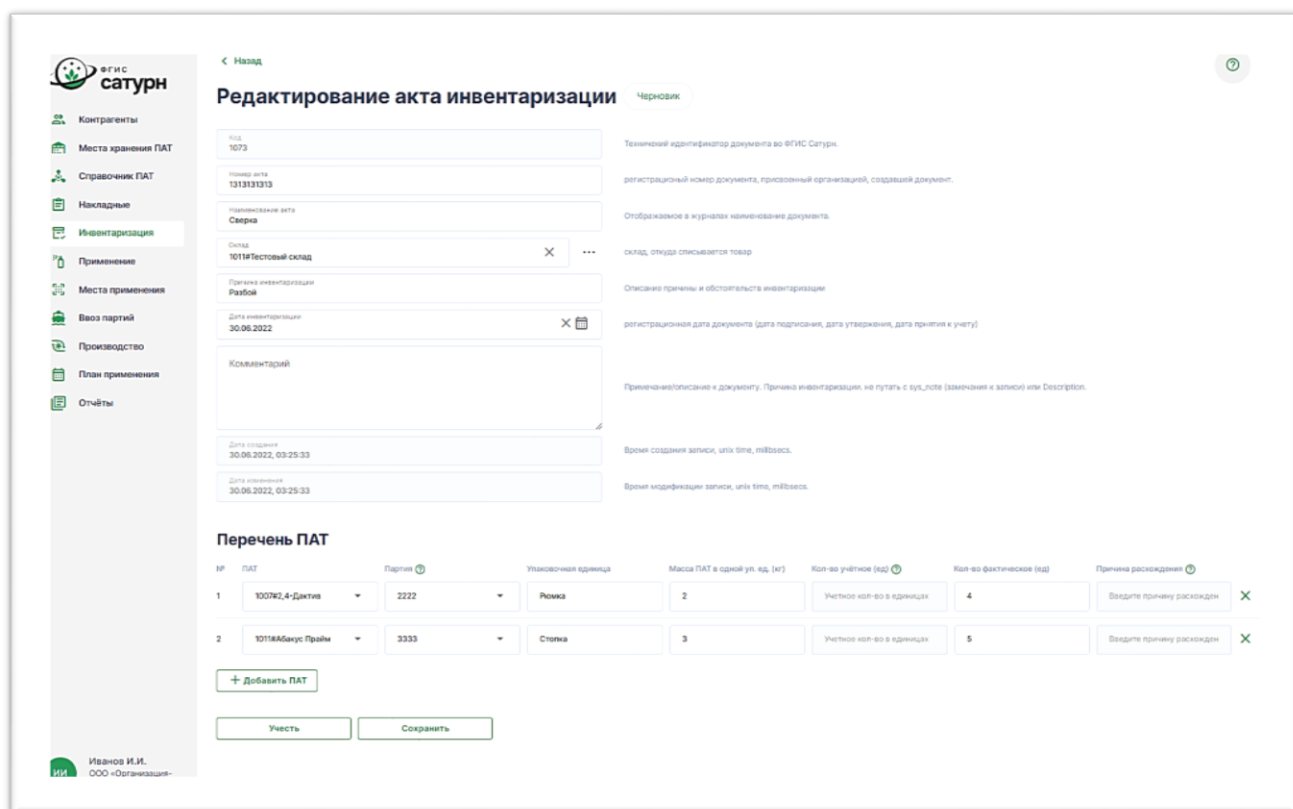 ФГИС
сатурн
Контрагенты
Места хранения ПАТ
Справочник ПАТ
Накладные
Инвентаризация
Применение
Места применения
Ввоз партий
Производство
План применения
Отчёты
ИИ
Иванов И.И.
ООО «Организация-
Назад
Редактирование акта инвентаризации Черновик
Код
1073
Технический идентификатор документа во ФГИС Сатурн.
Номер акта
1313131313
регистрационый номер документа, присвоенный организацией, создавшей документ.
Наименование акта
Сверка
Отображаемое в журналах наименование документа.
Склад
1011#Тестовый склад
склад, откуда списывается товар
Причина инвентаризации
Разбой
Описание причины и обстоятельств инвентаризации
Дата инвентаризации
30.06.2022
регистрационная дата документа (дата подписания, дата утвержения, дата принятия к учету)
Комментарий
Примечание/описание к документу. Причина инвентаризации. не путать с sys_note (замечания к записи) или Description.
Дата создания
30.06.2022, 03:25:33
Время создания записи, unix time, millbsecs.
Дата изменения
30.06.2022, 03:25:33
Время модификации записи, unix time, millbsecs.
Перечень ПАТ
№ ПАТ Партия Упаковочная единица Масса ПАТ в одной уп. ед. (кг) Кол-во учётное (ед) Кол-во фактическое (ед) Причина расхождения
1 1007#2,4-Дактив 2222 Рюмка 2 Учетное кол-во в единицах 4 Введите причину расхожден
2 1011#Абакус Прайм 3333 Стопка 3 Учетное кол-во в единицах 5 Введите причину расхожден
+ Добавить ПАТ
Учесть Сохранить